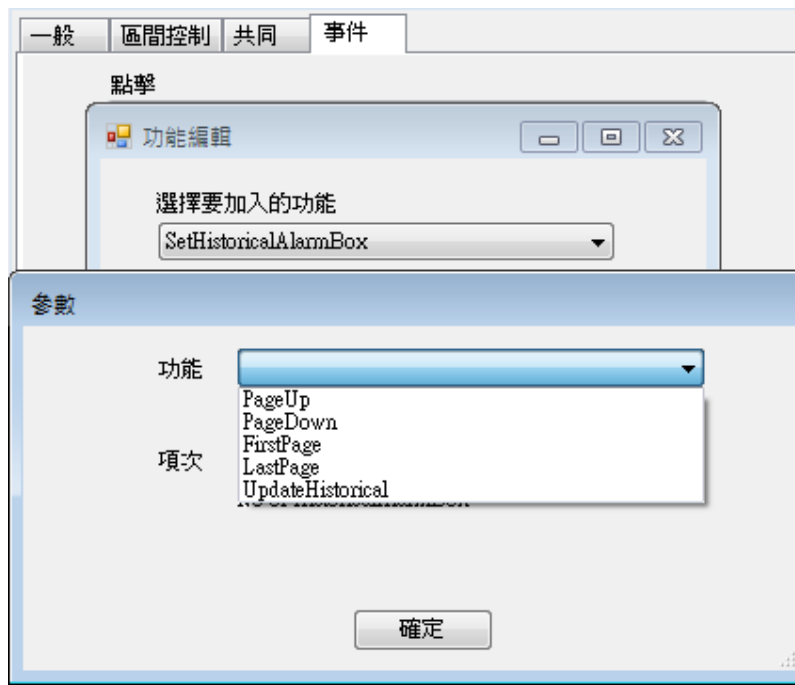 一般 區間控制 共同 事件
點擊
功能編輯
選擇要加入的功能
SetHistoricalAlarmBox
參數
功能
PageUp
PageDown
FirstPage
項次
LastPage
UpdateHistorical
確定